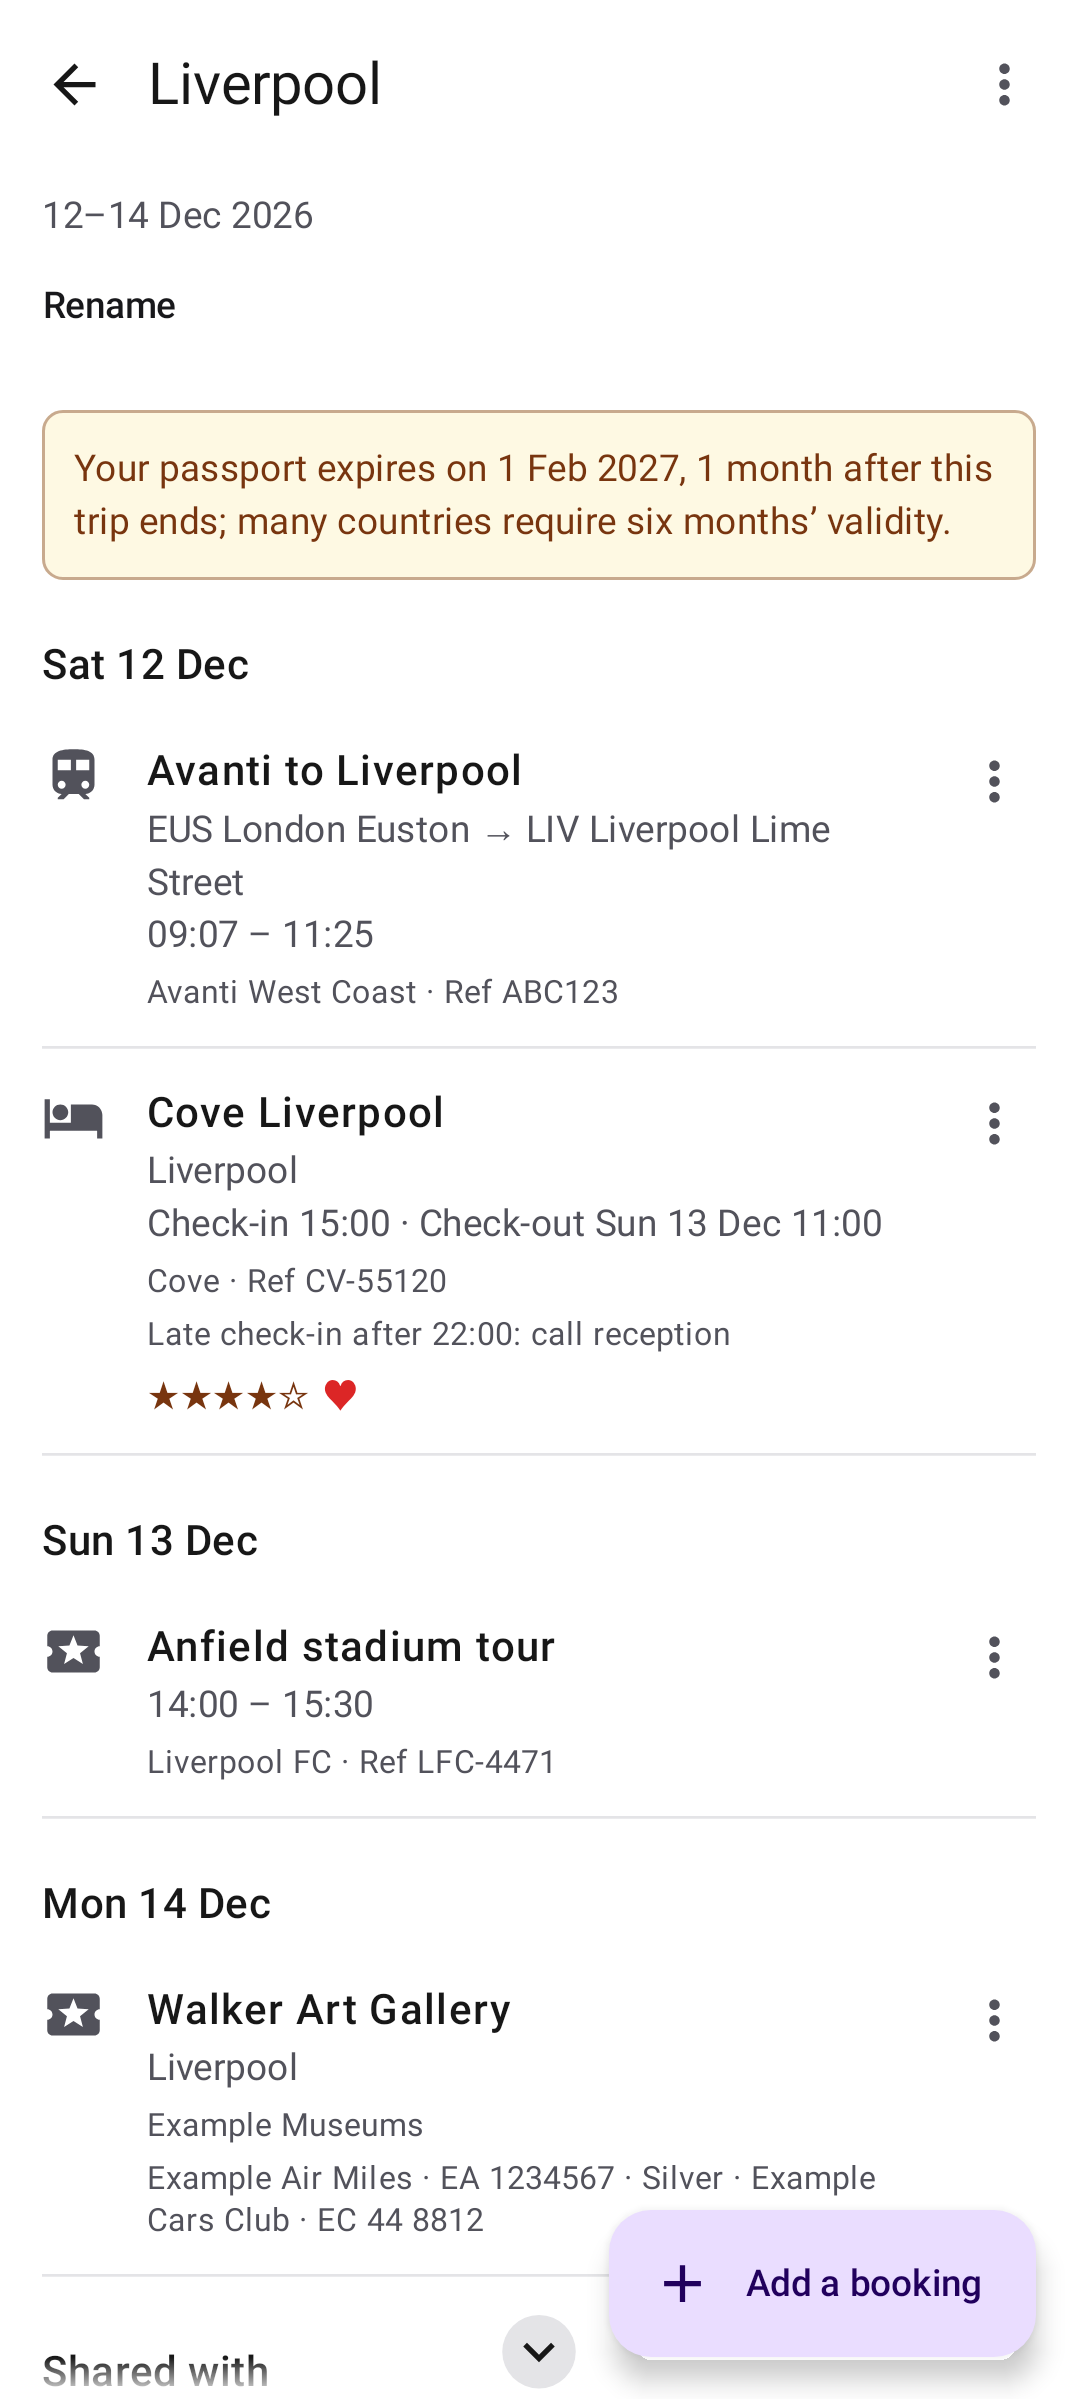 Liverpool
12–14 Dec 2026
Rename
Your passport expires on 1 Feb 2027, 1 month after this
trip ends; many countries require six months’ validity.
Sat 12 Dec
Avanti to Liverpool
EUS London Euston → LIV Liverpool Lime
Street
09:07 – 11:25
Avanti West Coast · Ref ABC123
Cove Liverpool
Liverpool
Check-in 15:00 · Check-out Sun 13 Dec 11:00
Cove · Ref CV-55120
Late check-in after 22:00: call reception
★★★★☆ ♥
Sun 13 Dec
Anfield stadium tour
14:00 – 15:30
Liverpool FC · Ref LFC-4471
Mon 14 Dec
Walker Art Gallery
Liverpool
Example Museums
Example Air Miles · EA 1234567 · Silver · Example
Cars Club · EC 44 8812
Add a booking
Shared with